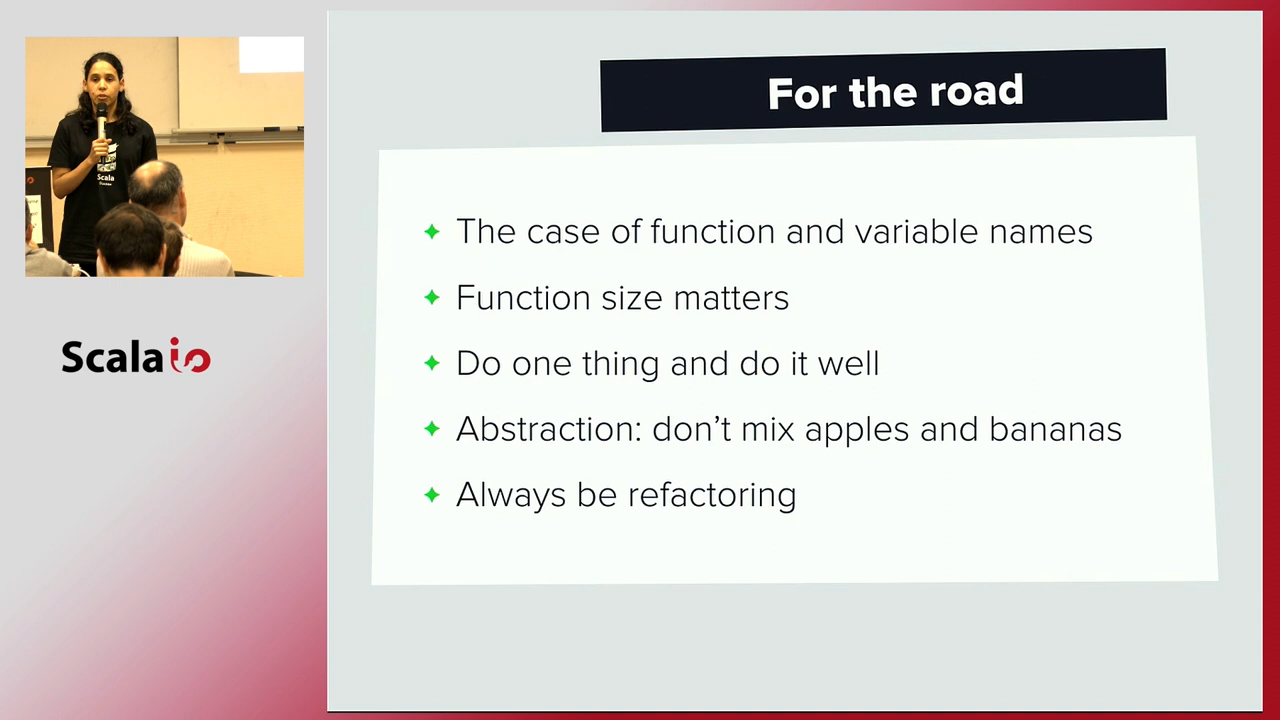 For the road
The case of function and variable names
Function size matters
Do one thing and do it well
Abstraction: don’t mix apples and bananas
Always be refactoring
Scala
Scalaio